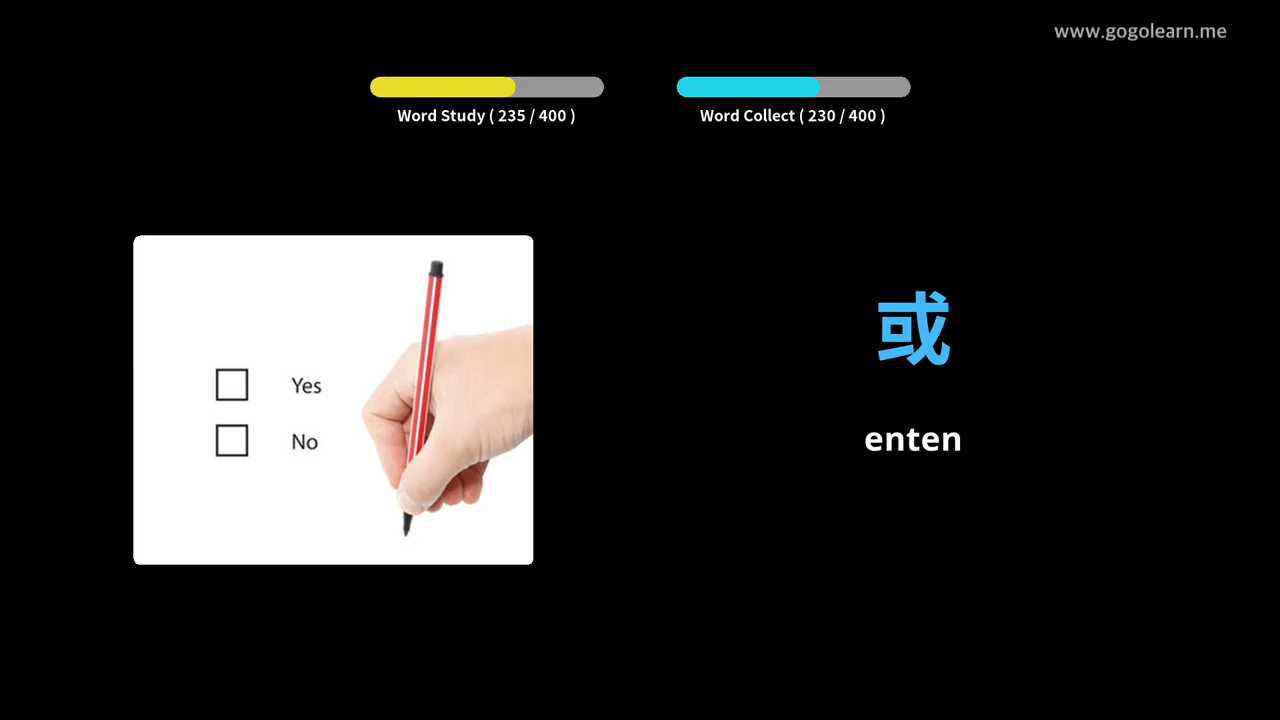 www.gogolearn.me
Word Study ( 235 / 400 )
Word Collect ( 230 / 400 )
Yes
No
或
enten